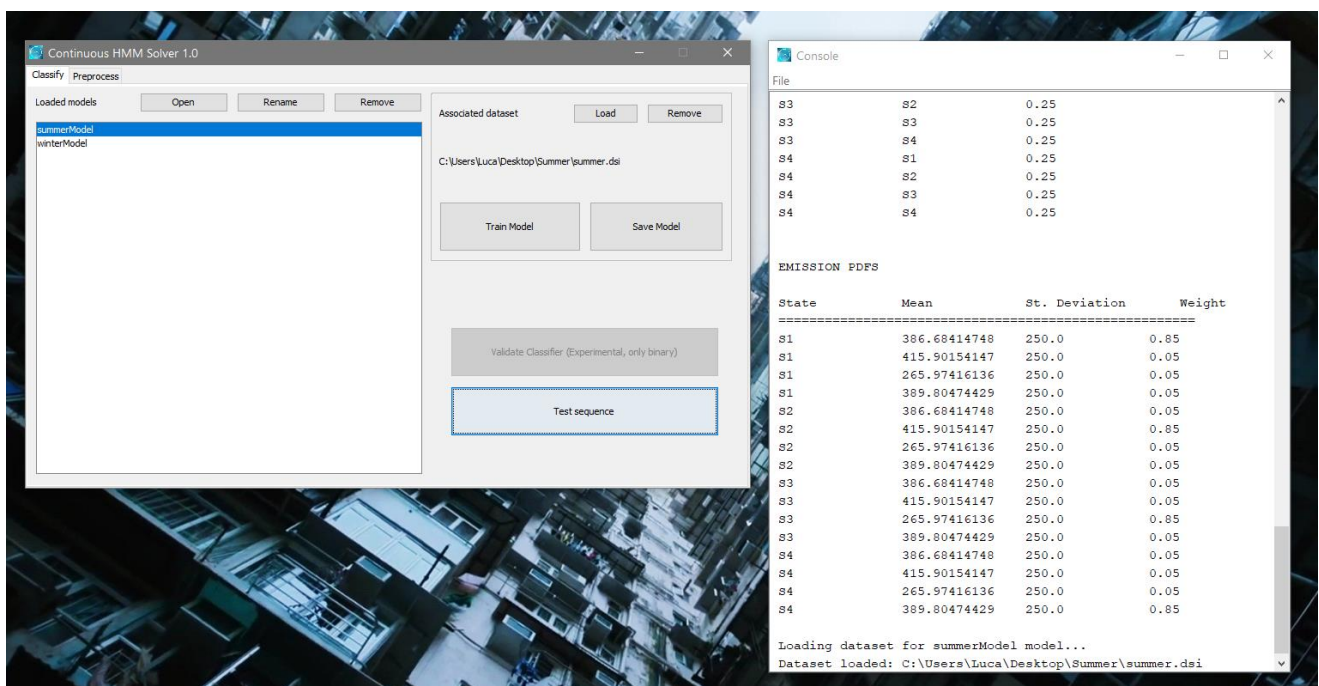 Continuous HMM Solver 1.0
Classify Preprocess
Loaded models Open Rename Remove
summerModel
winterModel
Associated dataset Load Remove
C:\Users\Luca\Desktop\Summer\summer.dsi
Train Model Save Model
Validate Classifier (Experimental, only binary)
Test sequence
Console
File
S3 S2 0.25
S3 S3 0.25
S3 S4 0.25
S4 S1 0.25
S4 S2 0.25
S4 S3 0.25
S4 S4 0.25
EMISSION PDFS
State Mean St. Deviation Weight
======================================================
S1 386.68414748 250.0 0.85
S1 415.90154147 250.0 0.05
S1 265.97416136 250.0 0.05
S1 389.80474429 250.0 0.05
S2 386.68414748 250.0 0.05
S2 415.90154147 250.0 0.85
S2 265.97416136 250.0 0.05
S2 389.80474429 250.0 0.05
S3 386.68414748 250.0 0.05
S3 415.90154147 250.0 0.05
S3 265.97416136 250.0 0.85
S3 389.80474429 250.0 0.05
S4 386.68414748 250.0 0.05
S4 415.90154147 250.0 0.05
S4 265.97416136 250.0 0.05
S4 389.80474429 250.0 0.85
Loading dataset for summerModel model...
Dataset loaded: C:\Users\Luca\Desktop\Summer\summer.dsi